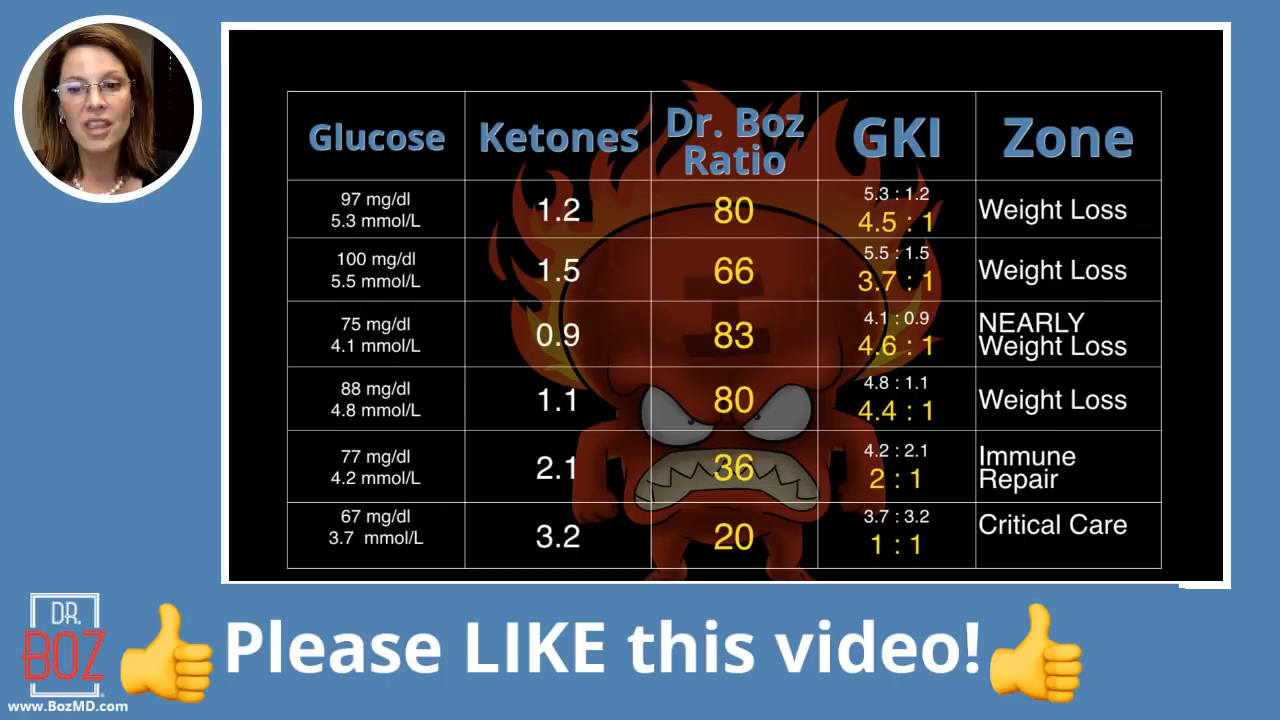 Glucose Ketones Dr. Boz Ratio GKI Zone
97 mg/dl
5.3 mmol/L
1.2
80
5.3 : 1.2
4.5 : 1
Weight Loss
100 mg/dl
5.5 mmol/L
1.5
66
5.5 : 1.5
3.7 : 1
Weight Loss
75 mg/dl
4.1 mmol/L
0.9
83
4.1 : 0.9
4.6 : 1
NEARLY
Weight Loss
88 mg/dl
4.8 mmol/L
1.1
80
4.8 : 1.1
4.4 : 1
Weight Loss
77 mg/dl
4.2 mmol/L
2.1
36
4.2 : 2.1
2 : 1
Immune
Repair
67 mg/dl
3.7 mmol/L
3.2
20
3.7 : 3.2
1 : 1
Critical Care
DR.
BOZ
Please LIKE this video!
www.BozMD.com